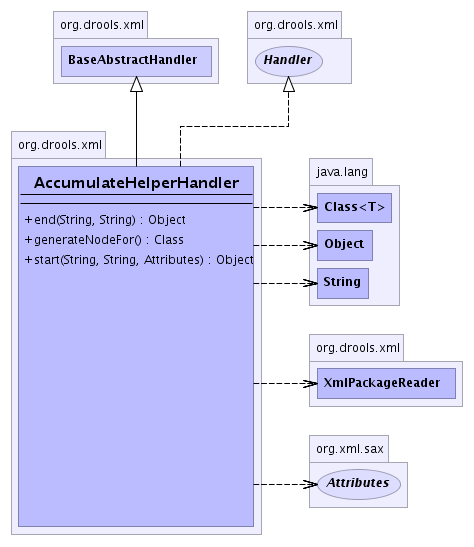 org.drools.xml
BaseAbstractHandler
org.drools.xml
Handler
org.drools.xml
AccumulateHelperHandler
+end(String, String) : Object
+generateNodeFor() : Class
+start(String, String, Attributes) : Object
java.lang
Class<T>
Object
String
org.drools.xml
XmlPackageReader
org.xml.sax
Attributes